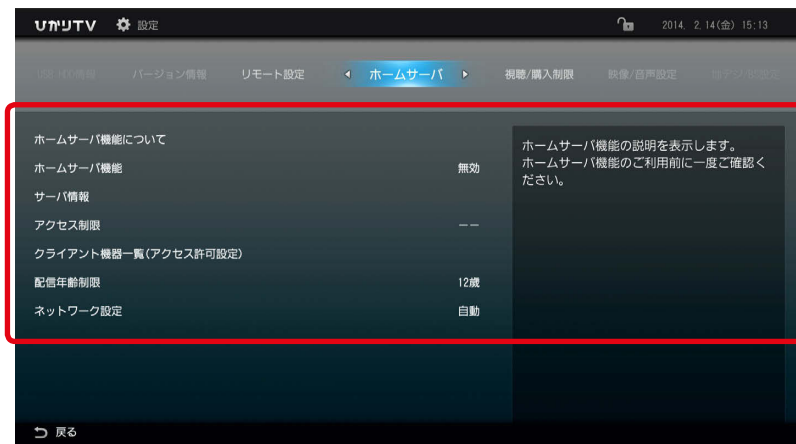 ひかりTV 設定 2014. 2.14(金) 15:13
バージョン情報 リモート設定 ホームサーバ 視聴/購入制限 映像/音声設定
ホームサーバ機能について
ホームサーバ機能 無効
サーバ情報
アクセス制限 −−
クライアント機器一覧(アクセス許可設定)
配信年齢制限 12歳
ネットワーク設定 自動
ホームサーバ機能の説明を表示します。
ホームサーバ機能のご利用前に一度ご確認く
ださい。
戻る